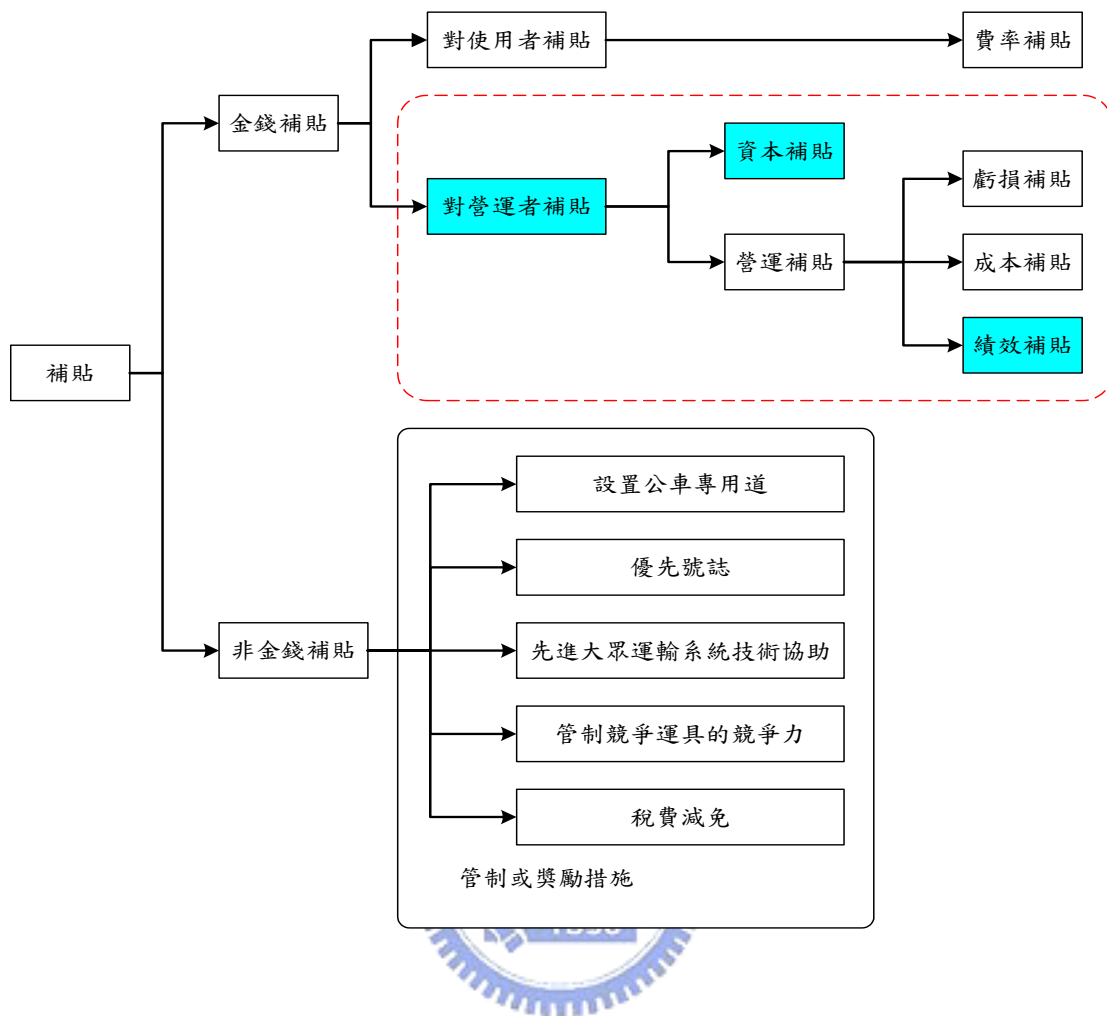 對使用者補貼
費率補貼
金錢補貼
資本補貼
虧損補貼
對營運者補貼
營運補貼
成本補貼
績效補貼
補貼
設置公車專用道
優先號誌
先進大眾運輸系統技術協助
非金錢補貼
管制競爭運具的競爭力
稅費減免
管制或獎勵措施